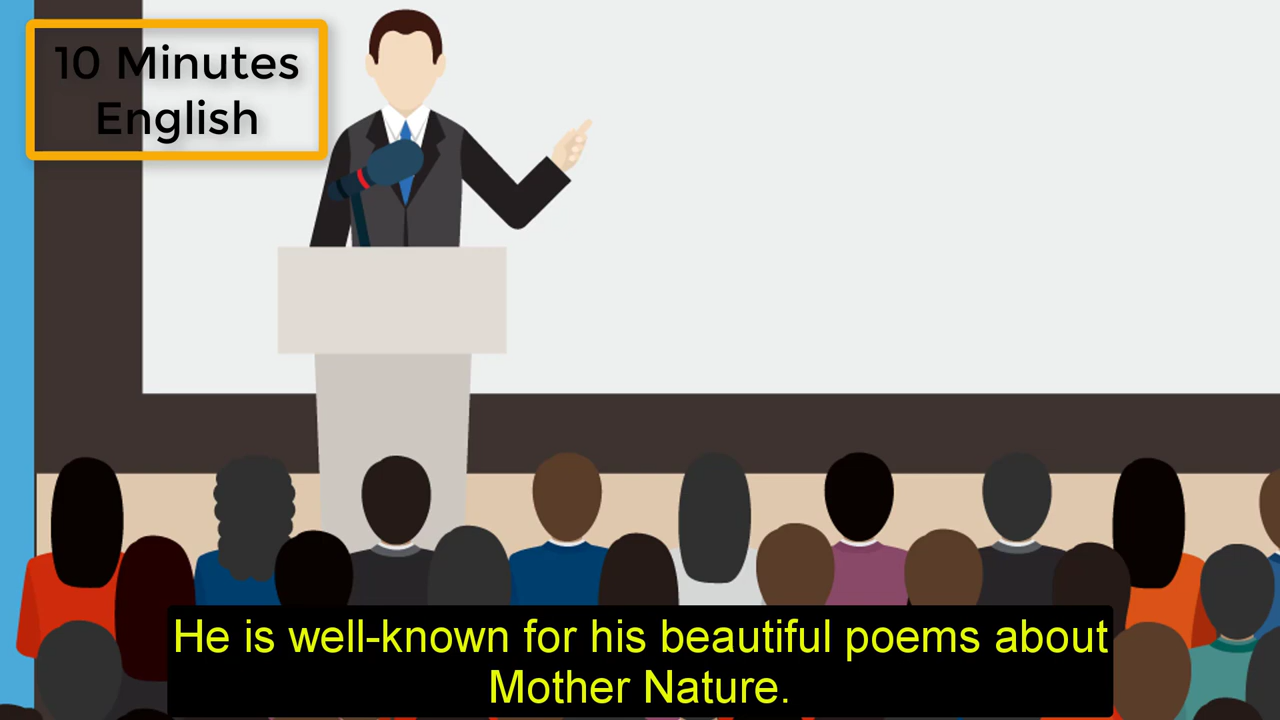 10 Minutes
English
He is well-known for his beautiful poems about
Mother Nature.